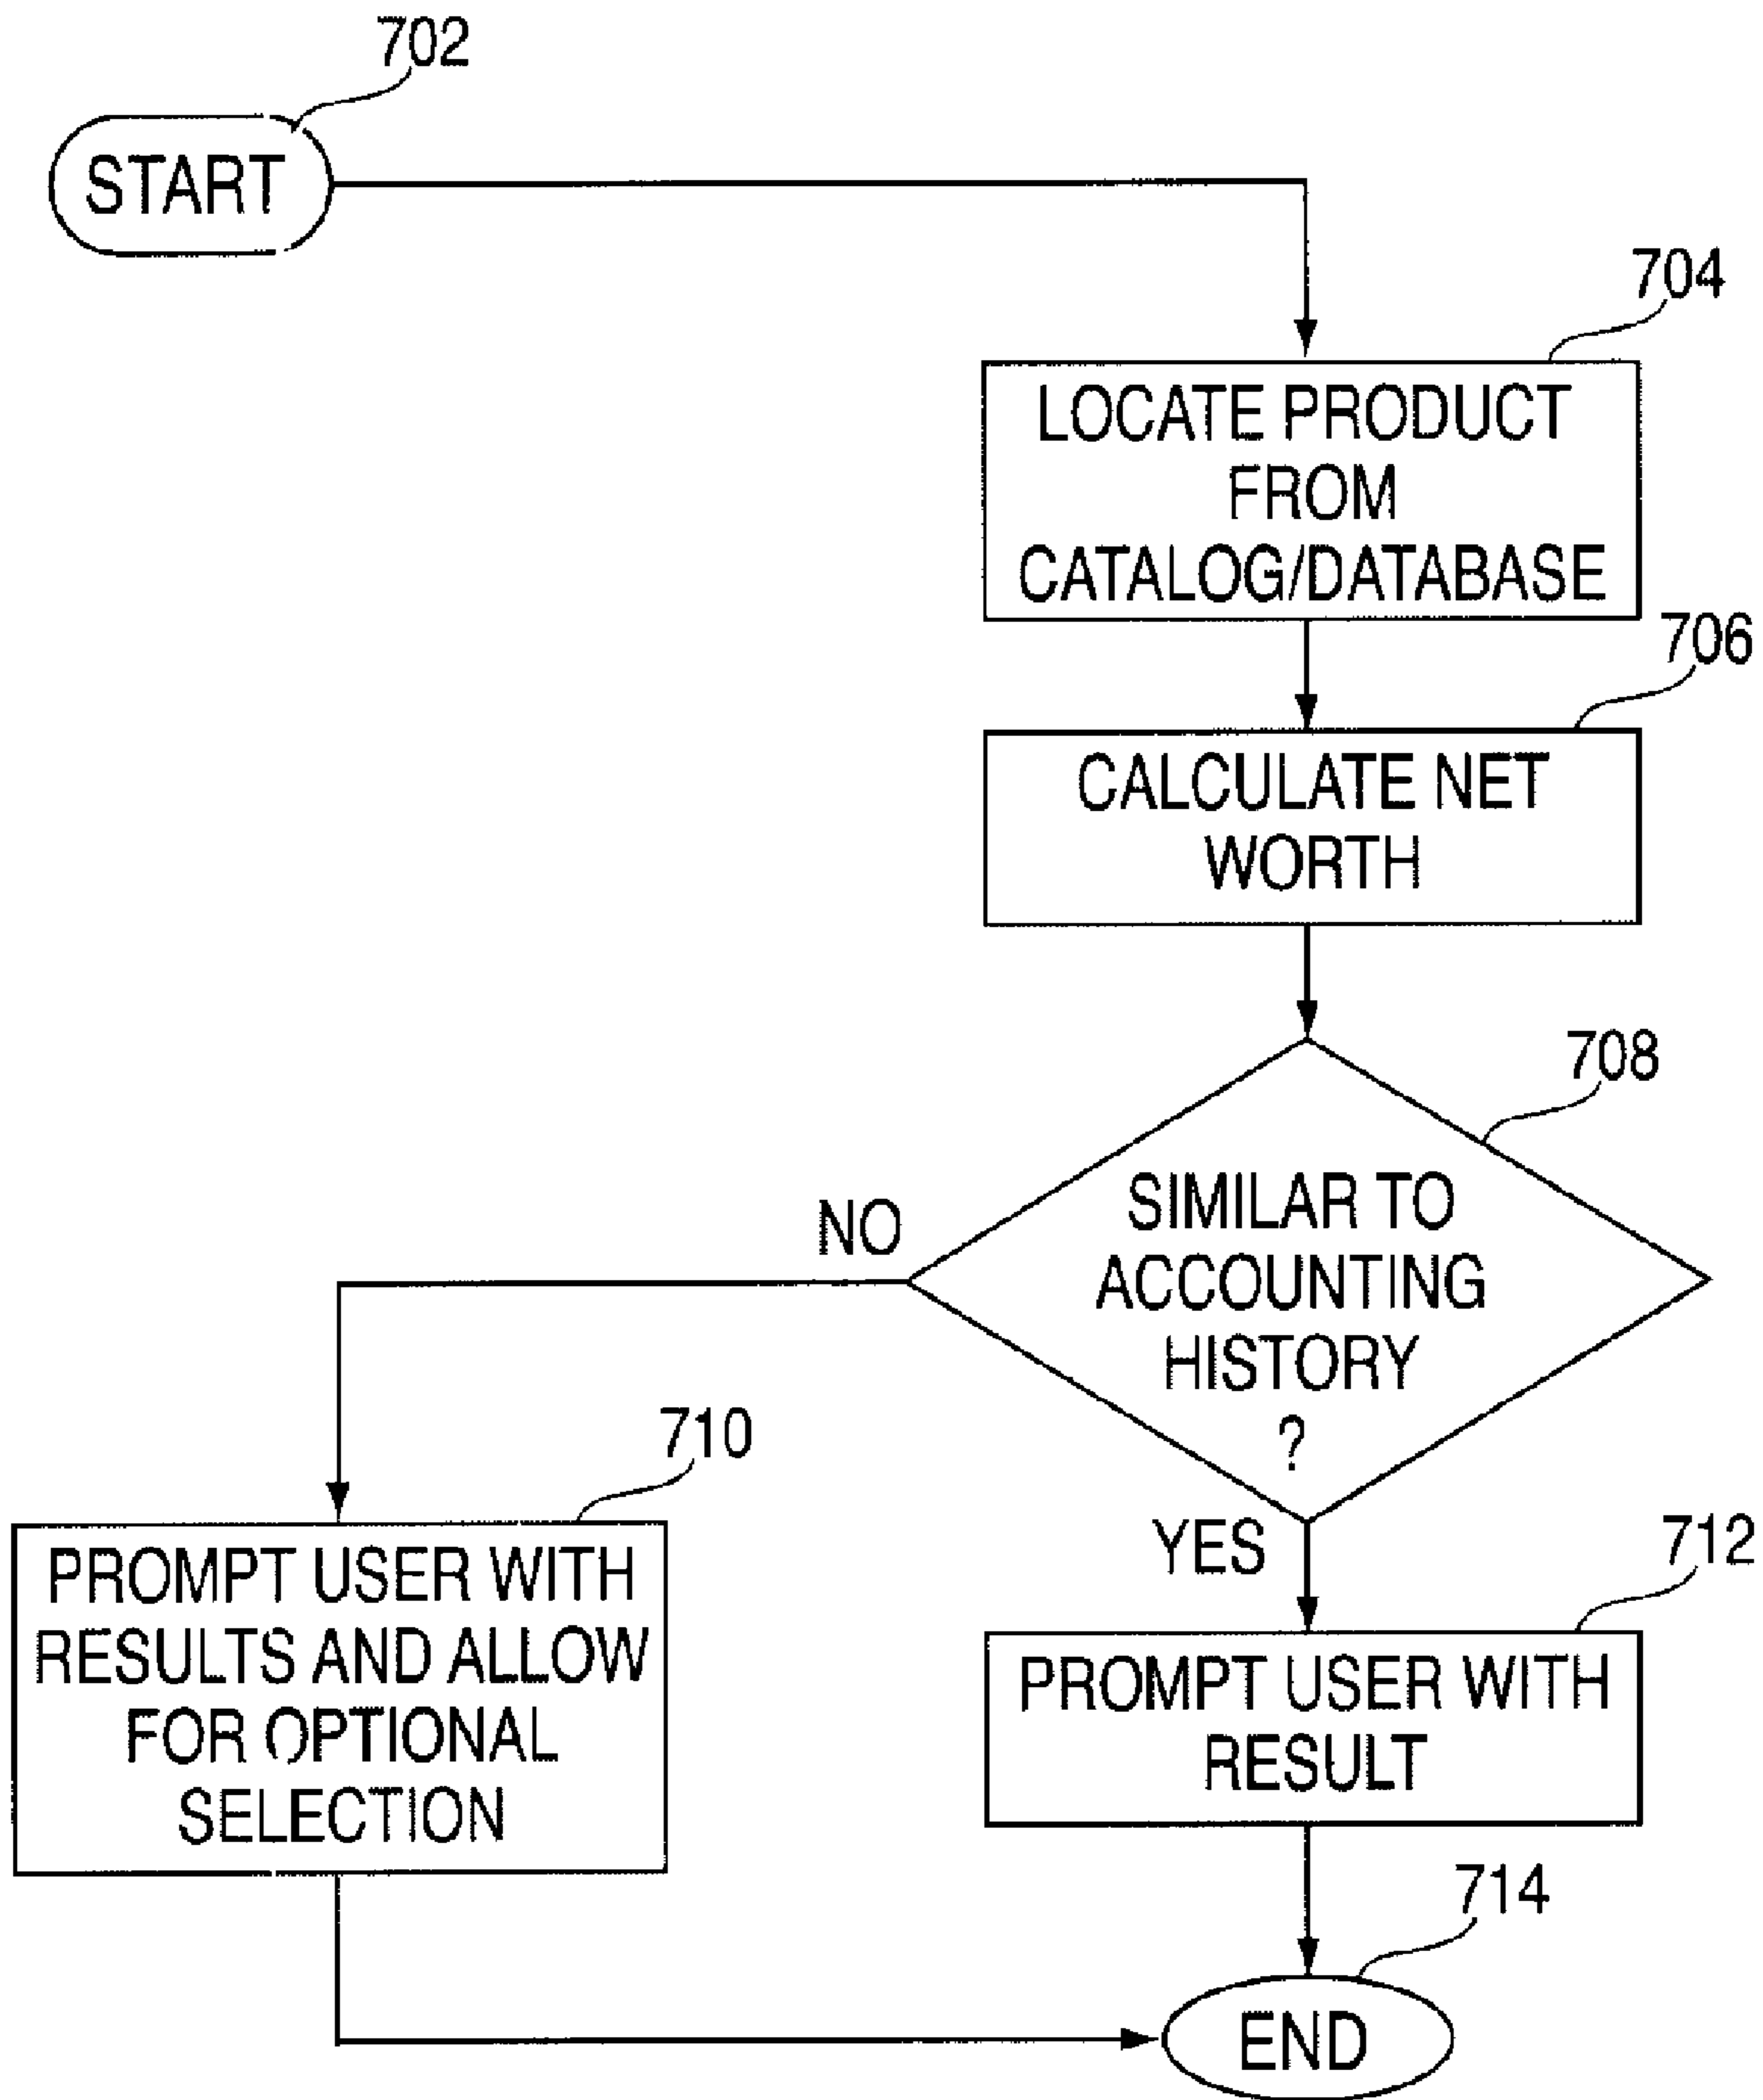 702
START
704
LOCATE PRODUCT
FROM
CATALOG/DATABASE
706
CALCULATE NET
WORTH
708
SIMILAR TO
ACCOUNTING
HISTORY
?
NO
YES
710
PROMPT USER WITH
RESULTS AND ALLOW
FOR OPTIONAL
SELECTION
712
PROMPT USER WITH
RESULT
714
END